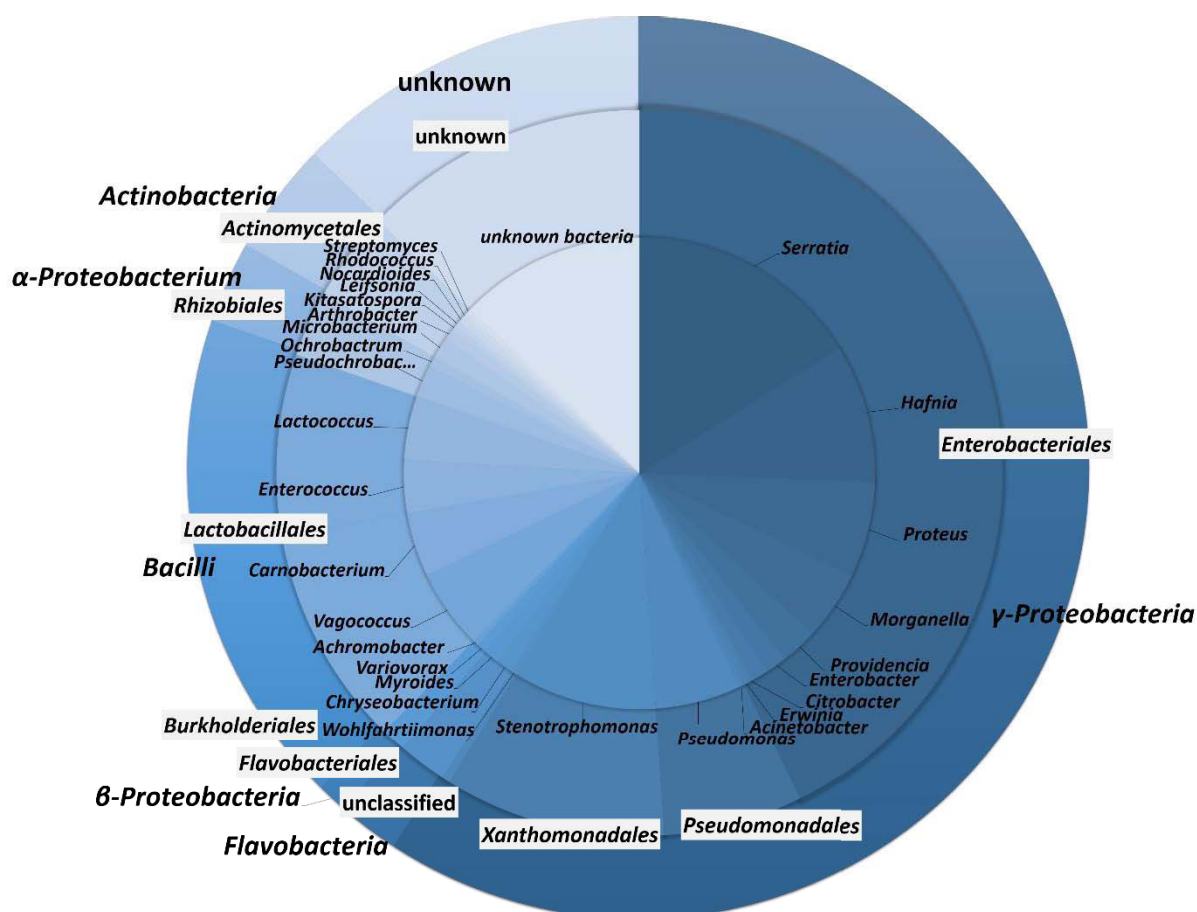 unknown
unknown
Actinobacteria
Actinomycetales
unknown bacteria
Serratia
Streptomyces
Rhodococcus
Nocardioides
Leifsonia
α-Proteobacterium
Rhizobiales
Kitasatospora
Arthrobacter
Microbacterium
Ochrobactrum
Pseudochrobac...
Hafnia
Lactococcus
Enterobacteriales
Enterococcus
Lactobacillales
Proteus
Bacilli
Carnobacterium
γ-Proteobacteria
Vagococcus
Morganella
Achromobacter
Variovorax
Myroides
Providencia
Enterobacter
Chryseobacterium
Citrobacter
Erwinia
Burkholderiales
Wohlfahrtiimonas
Stenotrophomonas
Pseudomonas
Acinetobacter
Flavobacteriales
β-Proteobacteria
unclassified
Flavobacteria
Xanthomonadales
Pseudomonadales